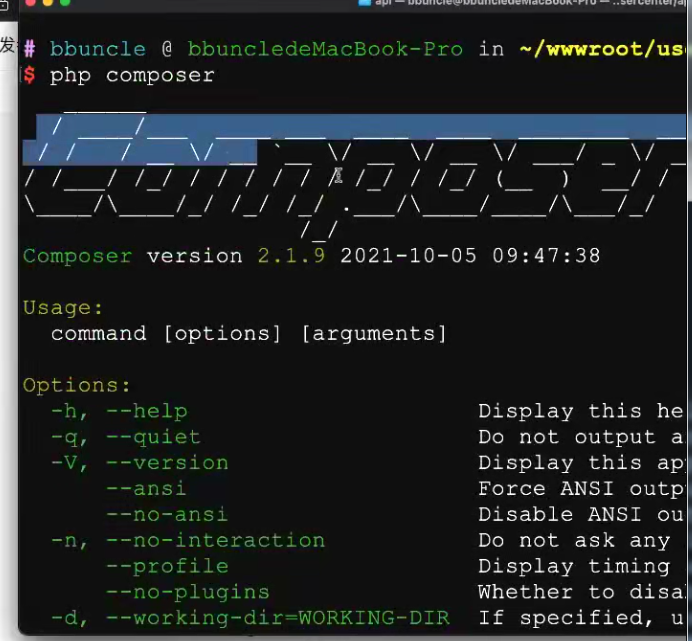 发
api — bbuncle@bbuncledeMacBook-Pro — ..sercenter/ap
# bbuncle @ bbuncledeMacBook-Pro in ~/wwwroot/use
$ php composer
Composer
Composer version 2.1.9 2021-10-05 09:47:38
Usage:
command [options] [arguments]
Options:
-h, --help Display this he
-q, --quiet Do not output a
-V, --version Display this ap
--ansi Force ANSI outp
--no-ansi Disable ANSI ou
-n, --no-interaction Do not ask any
--profile Display timing
--no-plugins Whether to disa
-d, --working-dir=WORKING-DIR If specified, u